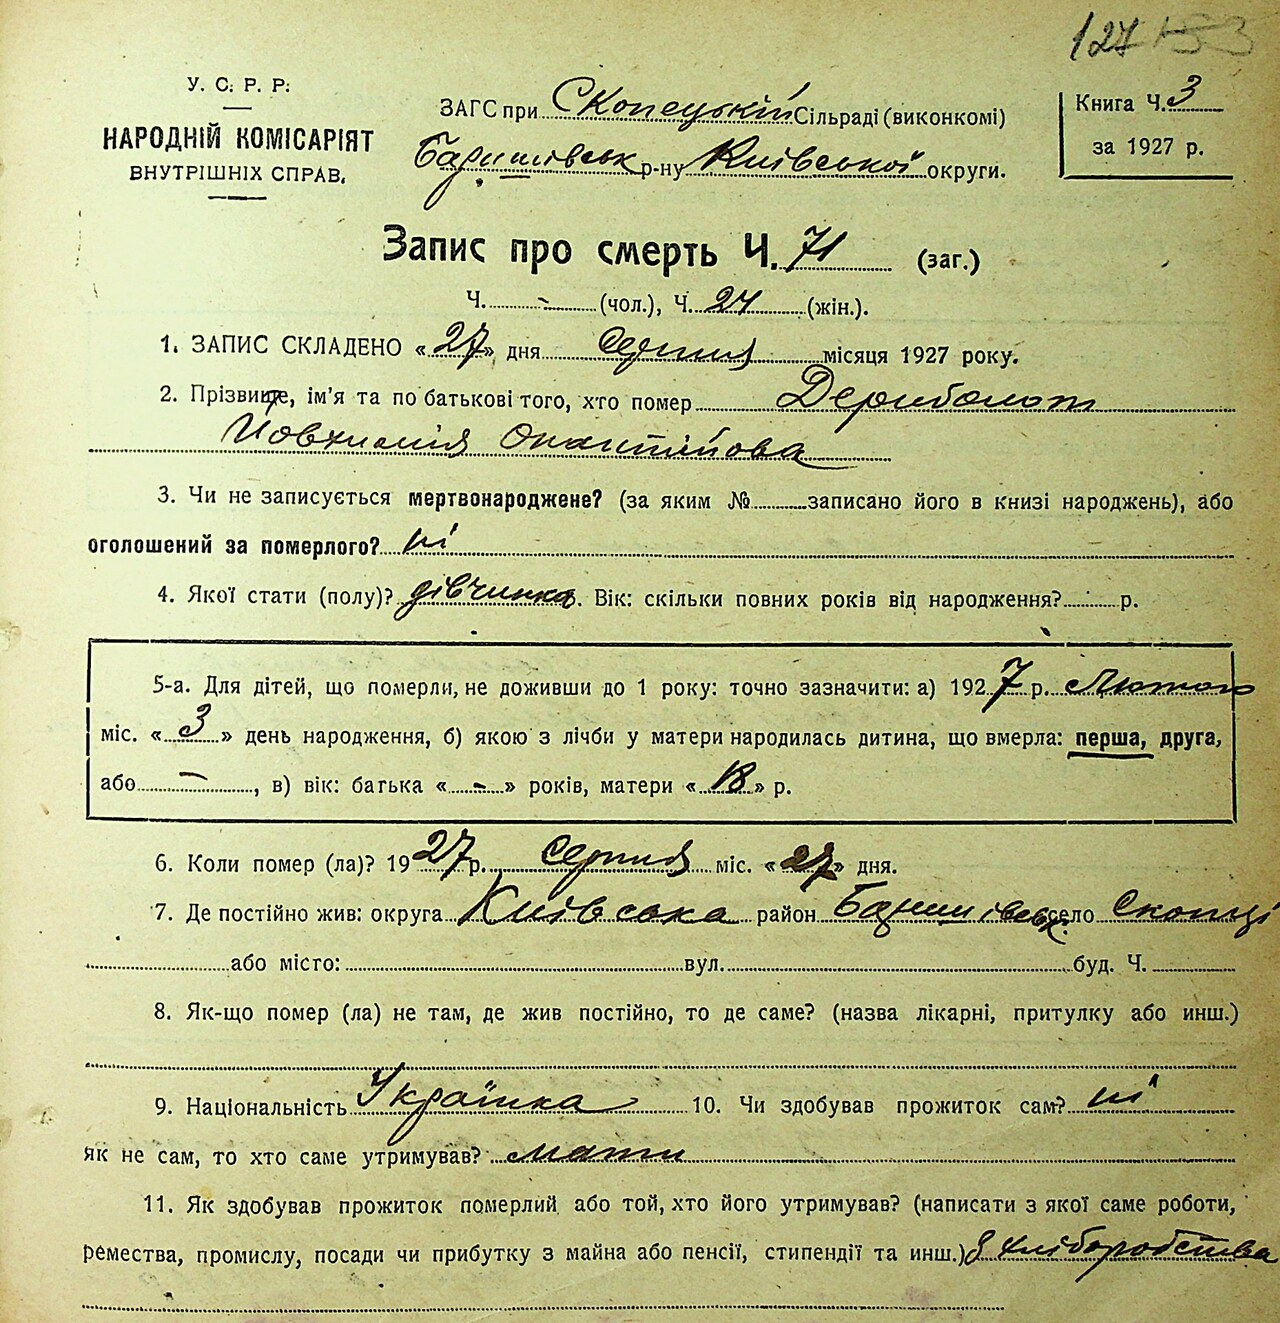 127 153
У. С. Р. Р.
НАРОДНІЙ КОМІСАРІЯТ
ВНУТРІШНІХ СПРАВ.
ЗАГС при Скопецькій Сільраді (виконкомі)
Баришівськ р-ну Київської округи.
Книга Ч. 3
за 1927 р.
Запис про смерть Ч. 71 (заг.)
Ч. - (чол.), Ч. 24 (жін.).
1. ЗАПИС СКЛАДЕНО «27» дня Серпня місяця 1927 року.
2. Прізвище, ім'я та по батькові того, хто помер Дериболот
Йовхимія
3. Чи не записується мертвонароджене? (за яким № записано його в книзі народжень), або
оголошений за померлого? ні
4. Якої стати (полу)? дівчинка. Вік: скільки повних років від народження? р.
5-а. Для дітей, що померли, не доживши до 1 року: точно зазначити: а) 1927 р. Лютого
міс. «3» день народження, б) якою з лічби у матери народилась дитина, що вмерла: перша, друга,
або -, в) вік: батька «-» років, матери «18» р.
6. Коли помер (ла)? 1927 р. Серпня міс. «27» дня.
7. Де постійно жив: округа Київська район Баришівськ. село Скопці
або місто: вул. буд. Ч.
8. Як-що помер (ла) не там, де жив постійно, то де саме? (назва лікарні, притулку або инш.)
9. Національність Українка 10. Чи здобував прожиток сам? ні
як не сам, то хто саме утримував? мати
11. Як здобував прожиток померлий або той, хто його утримував? (написати з якої саме роботи,
ремества, промислу, посади чи прибутку з майна або пенсії, стипендії та инш.) З хліборобства